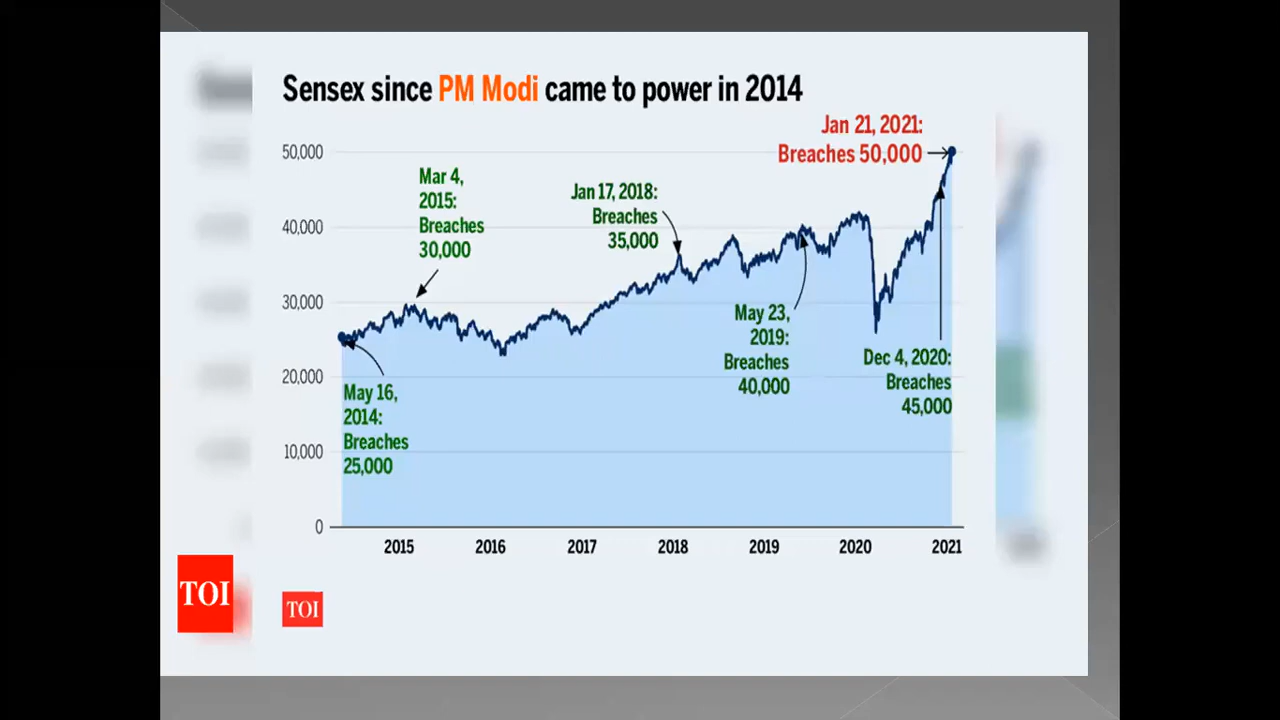 Sensex since PM Modi came to power in 2014
Jan 21, 2021:
Breaches 50,000
50,000
40,000
30,000
20,000
10,000
0
Mar 4,
2015:
Breaches
30,000
Jan 17, 2018:
Breaches
35,000
May 23,
2019:
Breaches
40,000
Dec 4, 2020:
Breaches
45,000
May 16,
2014:
Breaches
25,000
2015 2016 2017 2018 2019 2020 2021
TOI
TOI